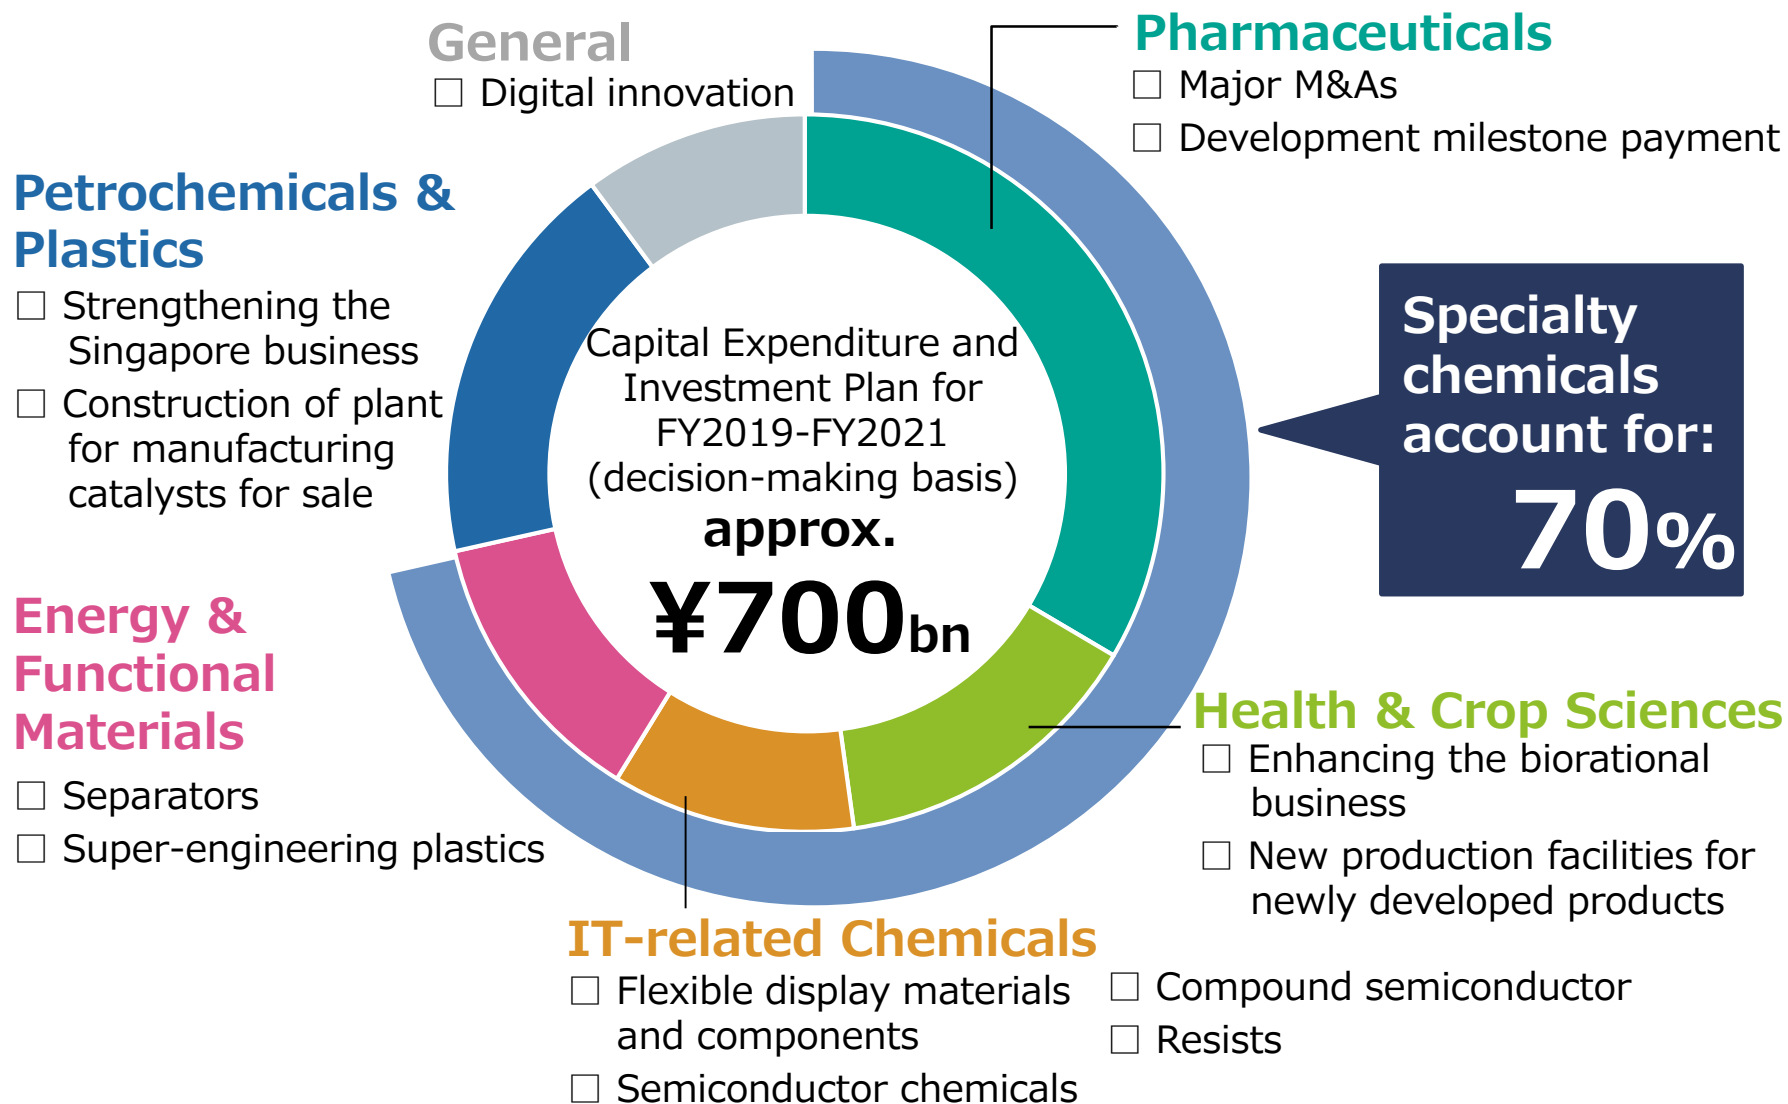 General
□ Digital innovation
Pharmaceuticals
□ Major M&As
□ Development milestone payment
Petrochemicals &
Plastics
□ Strengthening the
Singapore business
□ Construction of plant
for manufacturing
catalysts for sale
Capital Expenditure and
Investment Plan for
FY2019-FY2021
(decision-making basis)
approx.
¥700bn
Specialty
chemicals
account for:
70%
Energy &
Functional
Materials
□ Separators
□ Super-engineering plastics
Health & Crop Sciences
□ Enhancing the biorational
business
□ New production facilities for
newly developed products
IT-related Chemicals
□ Flexible display materials
and components
□ Semiconductor chemicals
□ Compound semiconductor
□ Resists